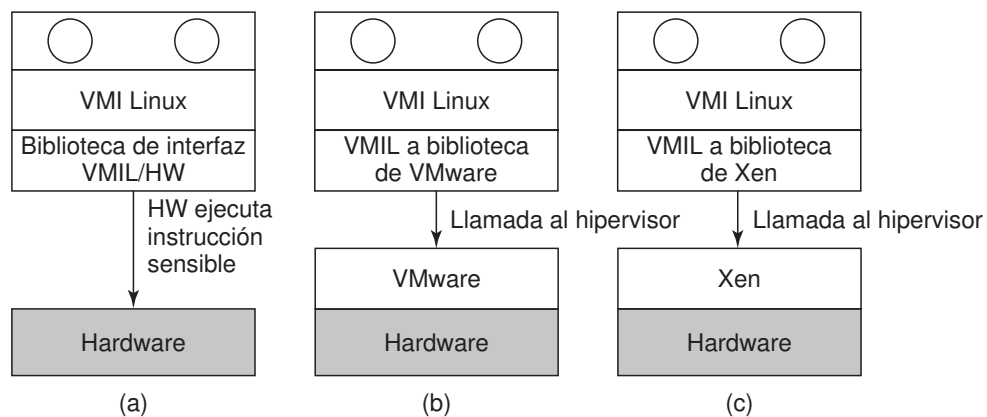 VMI Linux
Biblioteca de interfaz
VMIL/HW
HW ejecuta
instrucción
sensible
Hardware
(a)
VMI Linux
VMIL a biblioteca
de VMware
Llamada al hipervisor
VMware
Hardware
(b)
VMI Linux
VMIL a biblioteca
de Xen
Llamada al hipervisor
Xen
Hardware
(c)